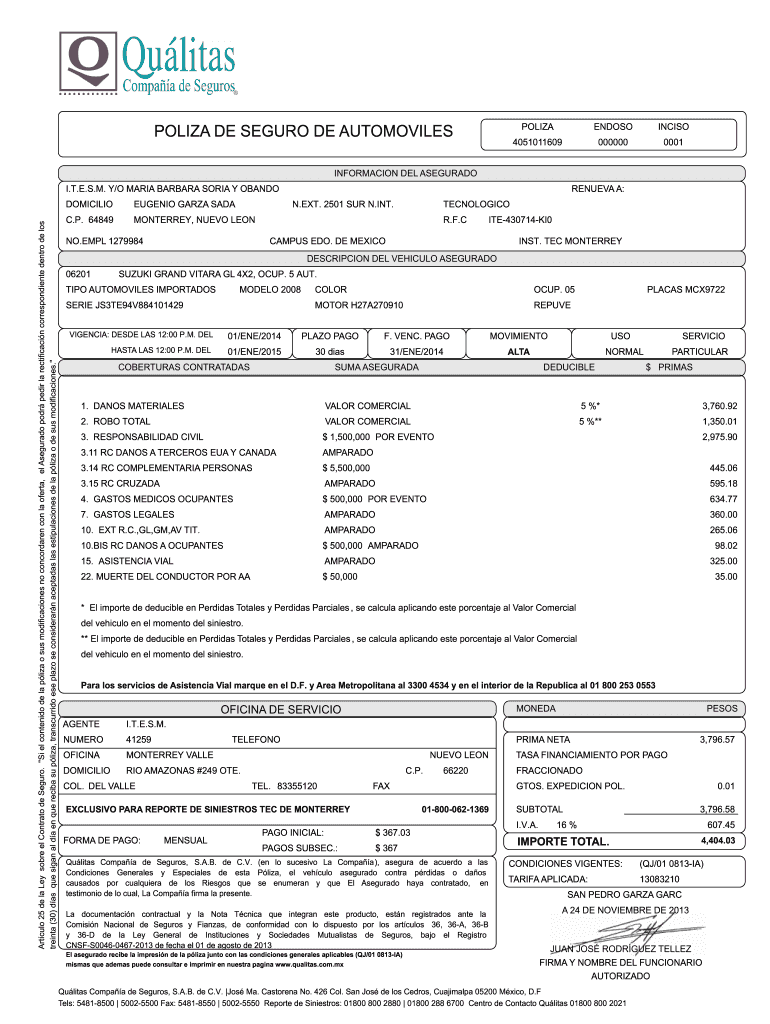 Q Quálitas
Compañía de Seguros®
POLIZA DE SEGURO DE AUTOMOVILES
POLIZA ENDOSO INCISO
4051011609 000000 0001
INFORMACION DEL ASEGURADO
I.T.E.S.M. Y/O MARIA BARBARA SORIA Y OBANDO RENUEVA A:
DOMICILIO EUGENIO GARZA SADA N.EXT. 2501 SUR N.INT. TECNOLOGICO
C.P. 64849 MONTERREY, NUEVO LEON R.F.C ITE-430714-KI0
NO.EMPL 1279984 CAMPUS EDO. DE MEXICO INST. TEC MONTERREY
DESCRIPCION DEL VEHICULO ASEGURADO
06201 SUZUKI GRAND VITARA GL 4X2, OCUP. 5 AUT.
TIPO AUTOMOVILES IMPORTADOS MODELO 2008 COLOR OCUP. 05 PLACAS MCX9722
SERIE JS3TE94V884101429 MOTOR H27A270910 REPUVE
VIGENCIA: DESDE LAS 12:00 P.M. DEL 01/ENE/2014 PLAZO PAGO F. VENC. PAGO MOVIMIENTO USO SERVICIO
HASTA LAS 12:00 P.M. DEL 01/ENE/2015 30 dias 31/ENE/2014 ALTA NORMAL PARTICULAR
COBERTURAS CONTRATADAS SUMA ASEGURADA DEDUCIBLE $ PRIMAS
1. DANOS MATERIALES VALOR COMERCIAL 5 %* 3,760.92
2. ROBO TOTAL VALOR COMERCIAL 5 %** 1,350.01
3. RESPONSABILIDAD CIVIL $ 1,500,000 POR EVENTO 2,975.90
3.11 RC DANOS A TERCEROS EUA Y CANADA AMPARADO
3.14 RC COMPLEMENTARIA PERSONAS $ 5,500,000 445.06
3.15 RC CRUZADA AMPARADO 595.18
4. GASTOS MEDICOS OCUPANTES $ 500,000 POR EVENTO 634.77
7. GASTOS LEGALES AMPARADO 360.00
10. EXT R.C.,GL,GM,AV TIT. AMPARADO 265.06
10.BIS RC DANOS A OCUPANTES $ 500,000 AMPARADO 98.02
15. ASISTENCIA VIAL AMPARADO 325.00
22. MUERTE DEL CONDUCTOR POR AA $ 50,000 35.00
* El importe de deducible en Perdidas Totales y Perdidas Parciales , se calcula aplicando este porcentaje al Valor Comercial
del vehiculo en el momento del siniestro.
** El importe de deducible en Perdidas Totales y Perdidas Parciales , se calcula aplicando este porcentaje al Valor Comercial
del vehiculo en el momento del siniestro.
Para los servicios de Asistencia Vial marque en el D.F. y Area Metropolitana al 3300 4534 y en el interior de la Republica al 01 800 253 0553
Artículo 25 de la Ley sobre el Contrato de Seguro. "Si el contenido de la póliza o sus modificaciones no concordaren con la oferta, el Asegurado podrá pedir la rectificación correspondiente dentro de los
treinta (30) días que sigan al día en que reciba su póliza, transcurrido ese plazo se considerarán aceptadas las estipulaciones de la póliza o de sus modificaciones."
OFICINA DE SERVICIO
AGENTE I.T.E.S.M.
NUMERO 41259 TELEFONO
OFICINA MONTERREY VALLE NUEVO LEON
DOMICILIO RIO AMAZONAS #249 OTE. C.P. 66220
COL. DEL VALLE TEL. 83355120 FAX
EXCLUSIVO PARA REPORTE DE SINIESTROS TEC DE MONTERREY 01-800-062-1369
FORMA DE PAGO: MENSUAL
PAGO INICIAL: $ 367.03
PAGOS SUBSEC.: $ 367
MONEDA PESOS
PRIMA NETA 3,796.57
TASA FINANCIAMIENTO POR PAGO
FRACCIONADO
GTOS. EXPEDICION POL. 0.01
SUBTOTAL 3,796.58
I.V.A. 16 % 607.45
IMPORTE TOTAL. 4,404.03
Quálitas Compañía de Seguros, S.A.B. de C.V. (en lo sucesivo La Compañía), asegura de acuerdo a las
Condiciones Generales y Especiales de esta Póliza, el vehículo asegurado contra pérdidas o daños
causados por cualquiera de los Riesgos que se enumeran y que El Asegurado haya contratado, en
testimonio de lo cual, La Compañía firma la presente.
La documentación contractual y la Nota Técnica que integran este producto, están registrados ante la
Comisión Nacional de Seguros y Fianzas, de conformidad con lo dispuesto por los artículos 36, 36-A, 36-B
y 36-D de la Ley General de Instituciones y Sociedades Mutualistas de Seguros, bajo el Registro
CNSF-S0046-0467-2013 de fecha el 01 de agosto de 2013
El asegurado recibe la impresión de la póliza junto con las condiciones generales aplicables (QJ/01 0813-IA)
mismas que ademas puede consultar e imprimir en nuestra pagina www.qualitas.com.mx
CONDICIONES VIGENTES: (QJ/01 0813-IA)
TARIFA APLICADA: 13083210
SAN PEDRO GARZA GARC
A 24 DE NOVIEMBRE DE 2013
JUAN JOSÉ RODRÍGUEZ TELLEZ
FIRMA Y NOMBRE DEL FUNCIONARIO
AUTORIZADO
Quálitas Compañía de Seguros, S.A.B. de C.V. |José Ma. Castorena No. 426 Col. San José de los Cedros, Cuajimalpa 05200 México, D.F
Tels: 5481-8500 | 5002-5500 Fax: 5481-8550 | 5002-5550 Reporte de Siniestros: 01800 800 2880 | 01800 288 6700 Centro de Contacto Quálitas 01800 800 2021